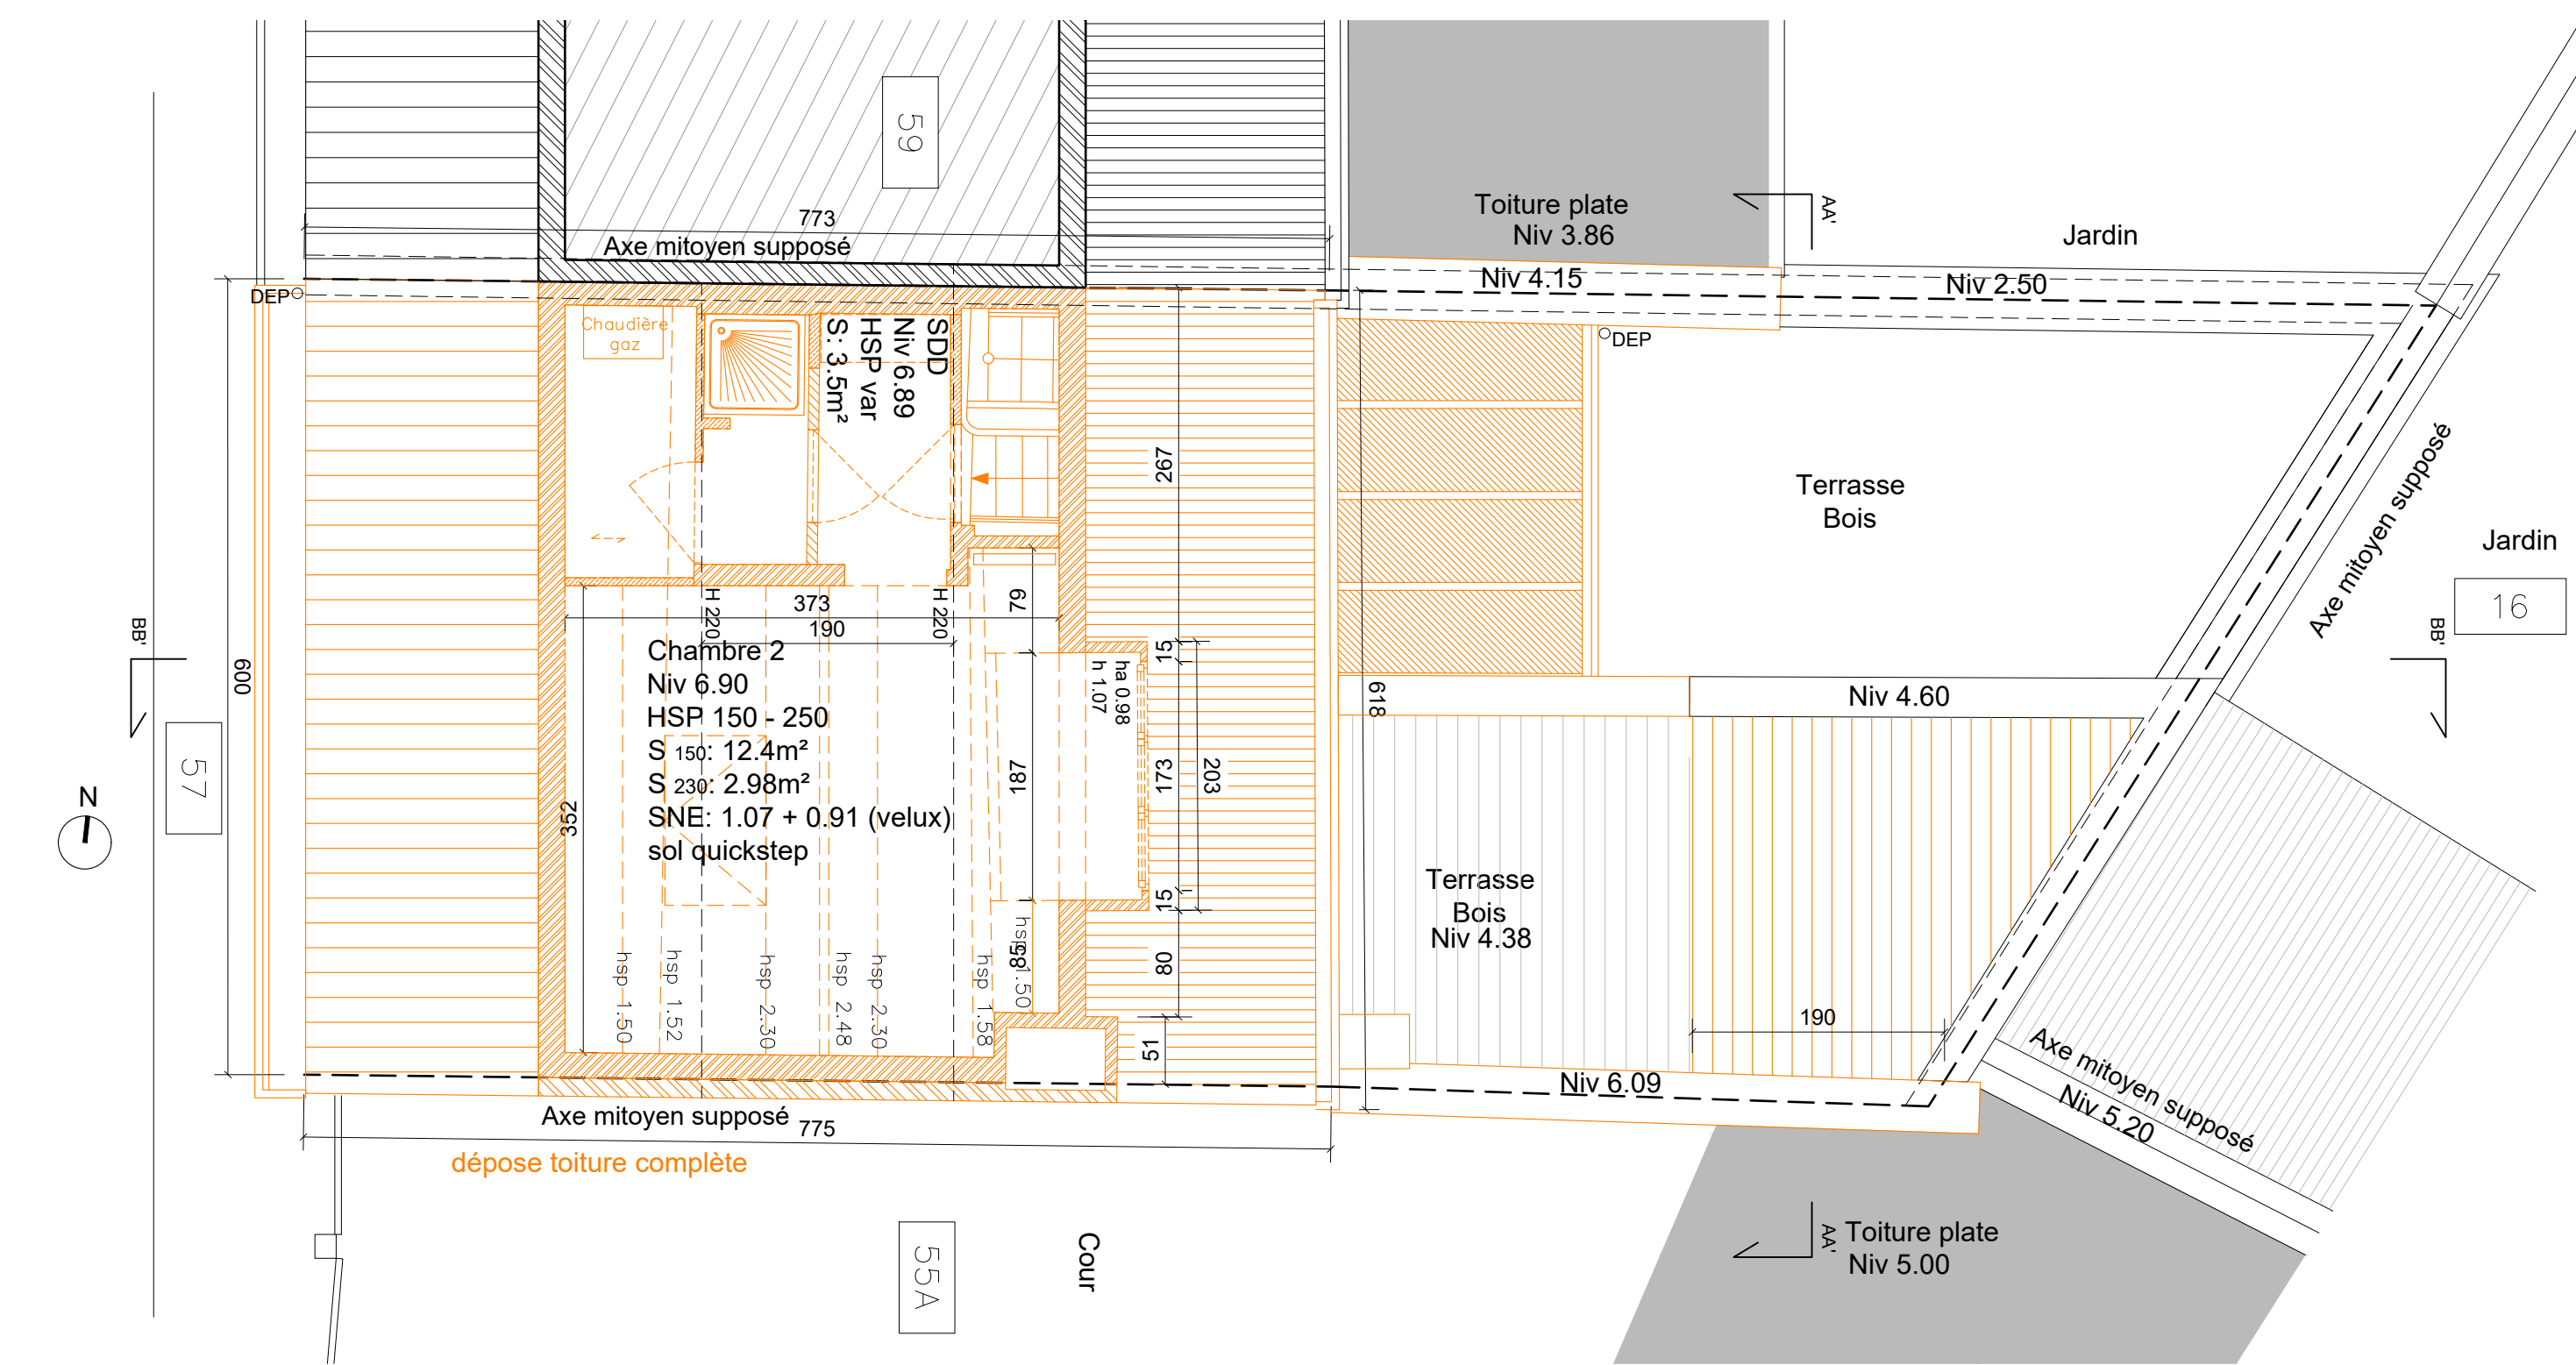 59
773
Axe mitoyen supposé
Toiture plate
Niv 3.86
AA'
Jardin
Niv 4.15
Niv 2.50
DEP
DEP
Chaudière
gaz
SDD
Niv 6.89
HSP var
S: 3.5m²
267
Terrasse
Bois
Axe mitoyen supposé
Jardin
16
BB'
BB'
600
57
N
H 220
373
190
H 220
79
15
ha 0.98
h 1.07
618
Niv 4.60
Chambre 2
Niv 6.90
HSP 150 - 250
S 150: 12.4m²
S 230: 2.98m²
SNE: 1.07 + 0.91 (velux)
sol quickstep
352
187
173
203
15
80
85
51
hsp 1.50
hsp 1.52
hsp 2.30
hsp 2.48
hsp 2.30
hsp 1.58
hsp 1.50
Terrasse
Bois
Niv 4.38
190
Niv 6.09
Axe mitoyen supposé
Niv 5.20
Axe mitoyen supposé
775
dépose toiture complète
55A
Cour
AA'
Toiture plate
Niv 5.00